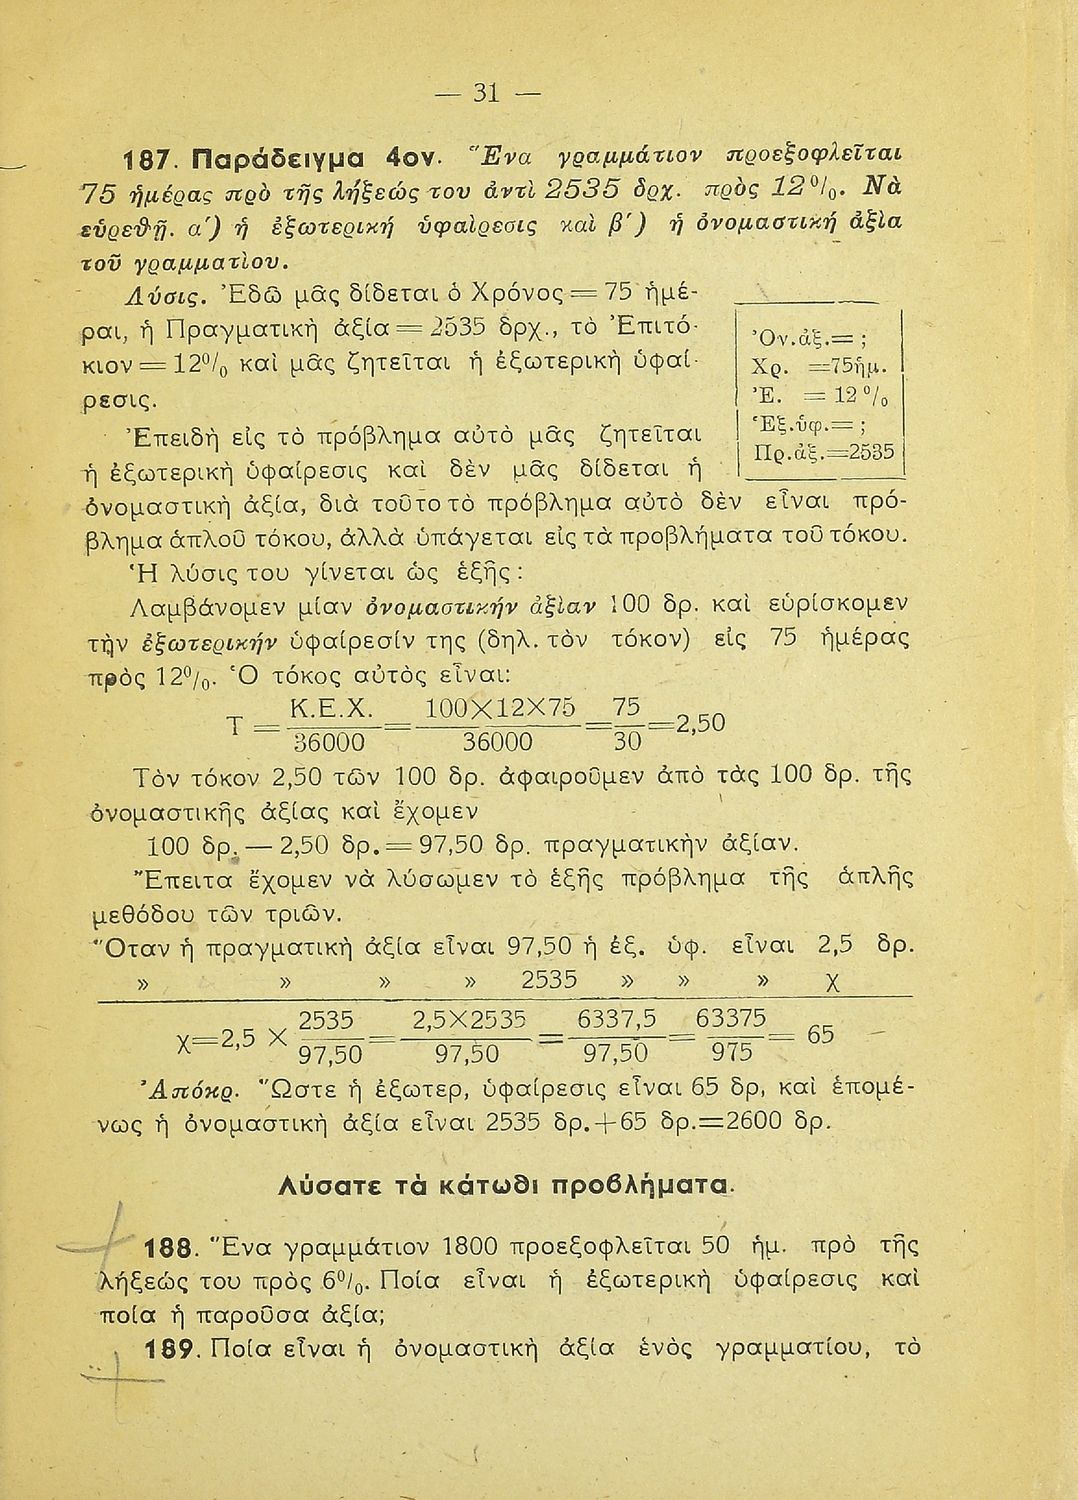 — 31 —
187. Παράδειγμα 4ον. Ἕνα γραμμάτιον προεξοφλεῖται
75 ἡμέρας πρὸ τῆς λήξεώς του ἀντὶ 2535 δρχ. πρὸς 12%. Νὰ
εὑρεθῇ. α′) ἡ ἐξωτερική ὑφαὶρεσις καὶ β′) ἡ ὀνομαστική ἀξὶα
τοῦ γραμματὶου.
Λύσις. Ἐδῶ μᾶς δίδεται ὁ Χρόνος = 75 ἡμέ-
ραι, ἡ Πραγματικὴ ἀξία = 2535 δρχ., τὸ Ἐπιτό-
κιον = 12% καὶ μᾶς ζητεῖται ἡ ἐξωτερικὴ ὑφαί-
ρεσις.
Ὀν.ἀξ.= ;
Χρ. =75ἡμ.
Ἐ. = 12 %
Ἐξ.ὑφ.= ;
Πρ.ἀξ.=2535
Ἐπειδὴ εἰς τὸ πρόβλημα αὐτὸ μᾶς ζητεῖται
ἡ ἐξωτερικὴ ὑφαίρεσις καὶ δὲν μᾶς δίδεται ἡ
ὀνομαστικὴ ἀξία, διὰ τοῦτο τὸ πρόβλημα αὐτὸ δὲν εἶναι πρό-
βλημα ἁπλοῦ τόκου, ἀλλὰ ὑπάγεται εἰς τὰ προβλήματα τοῦ τόκου.
Ἡ λύσις του γίνεται ὡς ἑξῆς :
Λαμβάνομεν μίαν ὀνομαστικήν ἀξὶαν 100 δρ. καὶ εὑρίσκομεν
τὴν ἐξωτερικήν ὑφαίρεσίν της (δηλ. τὸν τόκον) εἰς 75 ἡμέρας
πρὸς 12%. Ὁ τόκος αὐτὸς εἶναι:
Τ = Κ.Ε.Χ. / 36000 = 100×12×75 / 36000 = 75 / 30 = 2,50
Τὸν τόκον 2,50 τῶν 100 δρ. ἀφαιροῦμεν ἀπὸ τὰς 100 δρ. τῆς
ὀνομαστικῆς ἀξίας καὶ ἔχομεν
100 δρ. — 2,50 δρ. = 97,50 δρ. πραγματικὴν ἀξίαν.
Ἔπειτα ἔχομεν νὰ λύσωμεν τὸ ἑξῆς πρόβλημα τῆς ἁπλῆς
μεθόδου τῶν τριῶν.
Ὅταν ἡ πραγματικὴ ἀξία εἶναι 97,50 ἡ ἐξ. ὑφ. εἶναι 2,5 δρ.
» » » » 2535 » » » χ
χ=2,5 × 2535 / 97,50 = 2,5×2535 / 97,50 = 6337,5 / 97,50 = 63375 / 975 = 65
Ἀπόκρ. Ὥστε ἡ ἐξωτερ, ὑφαίρεσις εἶναι 65 δρ, καὶ ἑπομέ-
νως ἡ ὀνομαστικὴ ἀξία εἶναι 2535 δρ.+65 δρ.=2600 δρ.
Λύσατε τὰ κάτωθι προβλήματα.
188. Ἕνα γραμμάτιον 1800 προεξοφλεῖται 50 ἡμ. πρὸ τῆς
λήξεώς του πρὸς 6%. Ποία εἶναι ἡ ἐξωτερικὴ ὑφαίρεσις καὶ
ποία ἡ παροῦσα ἀξία;
189. Ποία εἶναι ἡ ὀνομαστικὴ ἀξία ἑνὸς γραμματίου, τὸ